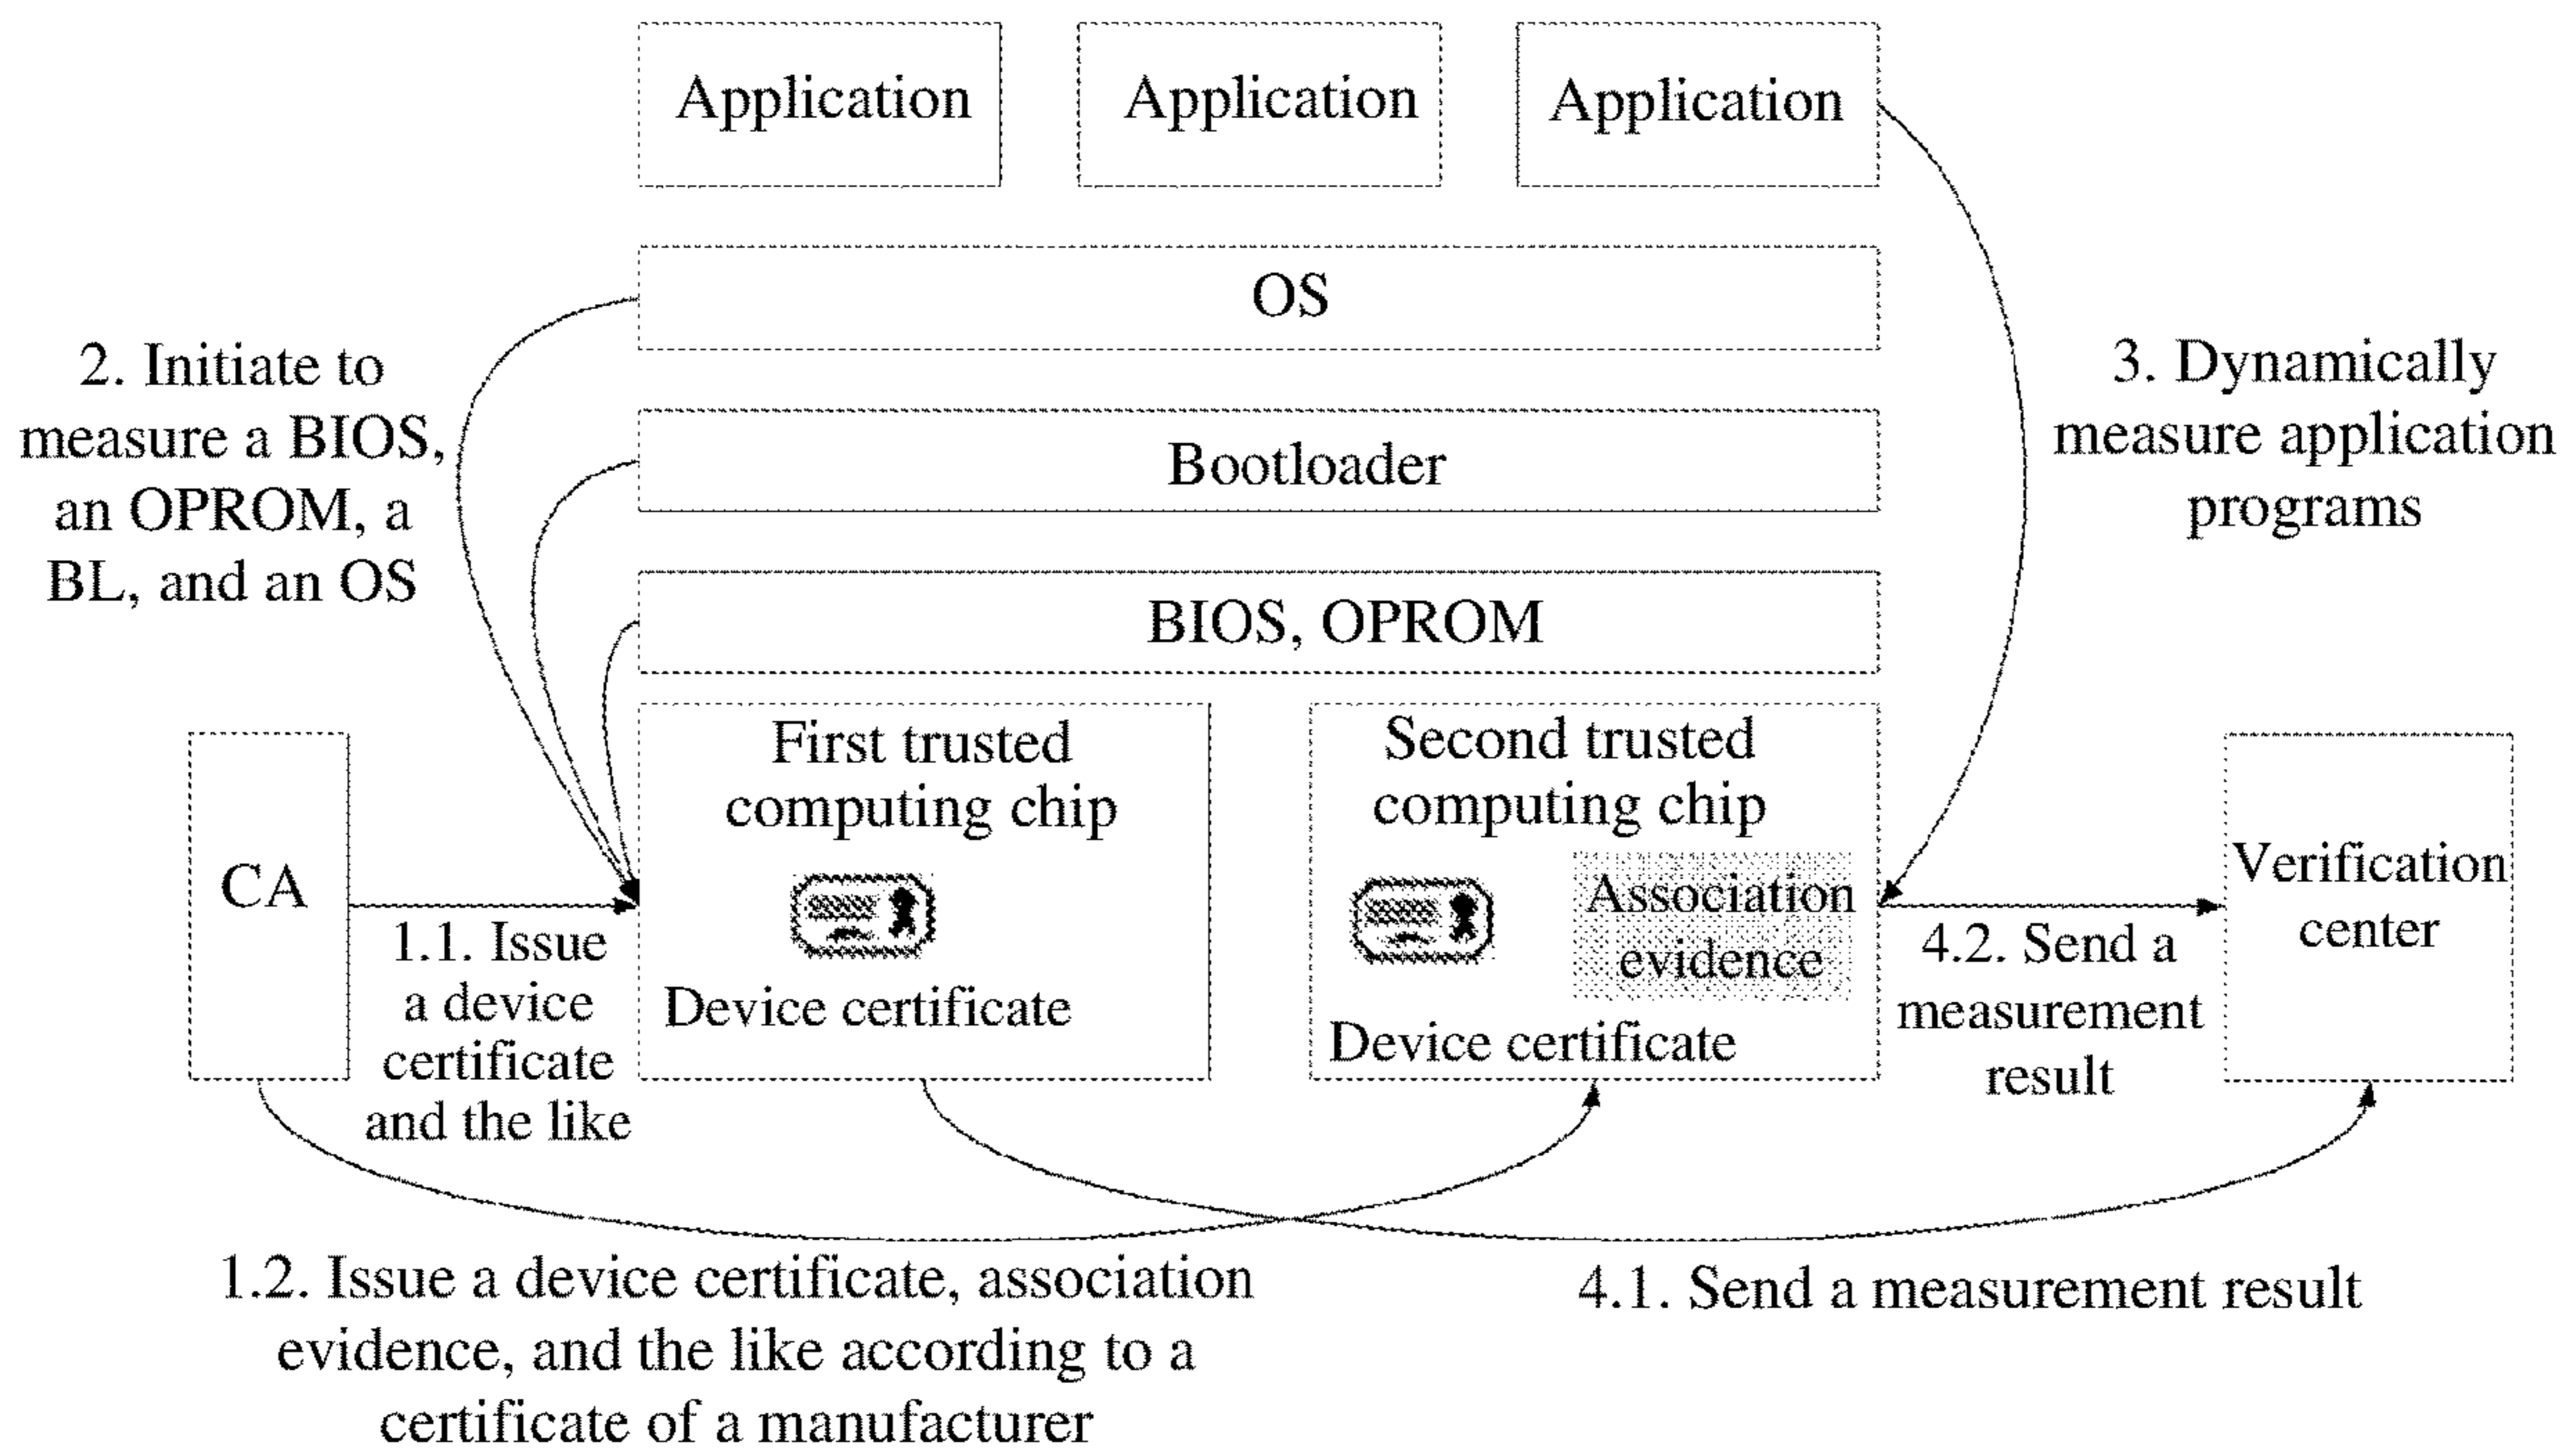 Application
Application
Application
OS
2. Initiate to
measure a BIOS,
an OPROM, a
BL, and an OS
3. Dynamically
measure application
programs
Bootloader
BIOS, OPROM
CA
1.1. Issue
a device
certificate
and the like
First trusted
computing chip
Device certificate
Second trusted
computing chip
Association
evidence
Device certificate
4.2. Send a
measurement
result
Verification
center
1.2. Issue a device certificate, association
evidence, and the like according to a
certificate of a manufacturer
4.1. Send a measurement result